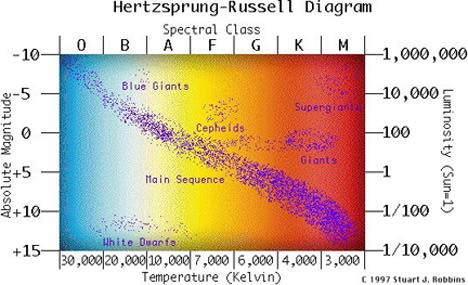 Hertzsprung-Russell Diagram
Spectral Class
O B A F G K M
-10 1,000,000
Blue Giants
-5 10,000
Supergiants
Cepheids
0 100
Giants
Absolute Magnitude
Luminosity (Sun=1)
+5 1
Main Sequence
+10 1/100
White Dwarfs
+15 1/10,000
30,000 20,000 10,000 7,000 6,000 4,000 3,000
Temperature (Kelvin)
C 1997 Stuart J. Robbins